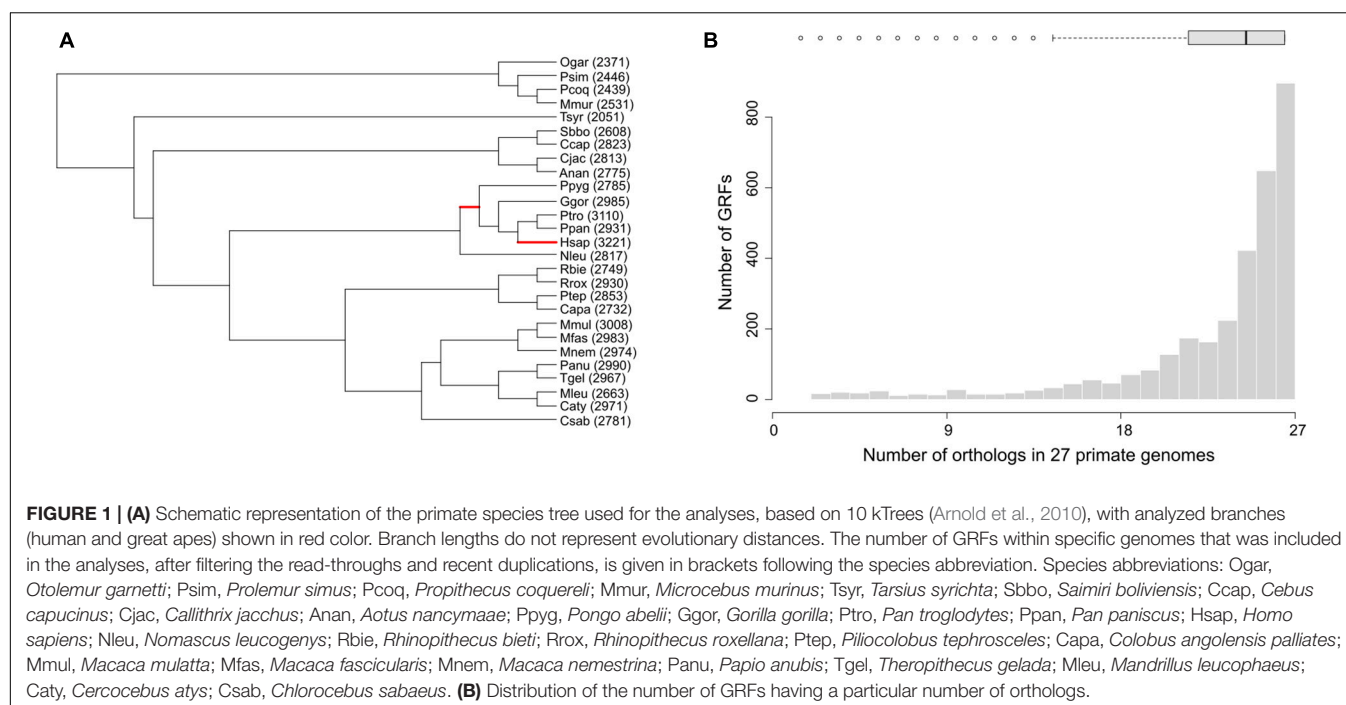 A
Ogar (2371)
Psim (2446)
Pcoq (2439)
Mmur (2531)
Tsyr (2051)
Sbbo (2608)
Ccap (2823)
Cjac (2813)
Anan (2775)
Ppyg (2785)
Ggor (2985)
Ptro (3110)
Ppan (2931)
Hsap (3221)
Nleu (2817)
Rbie (2749)
Rrox (2930)
Ptep (2853)
Capa (2732)
Mmul (3008)
Mfas (2983)
Mnem (2974)
Panu (2990)
Tgel (2967)
Mleu (2663)
Caty (2971)
Csab (2781)
B
Number of GRFs
800
600
400
200
0
0 9 18 27
Number of orthologs in 27 primate genomes
FIGURE 1 | (A) Schematic representation of the primate species tree used for the analyses, based on 10 kTrees (Arnold et al., 2010), with analyzed branches
(human and great apes) shown in red color. Branch lengths do not represent evolutionary distances. The number of GRFs within specific genomes that was included
in the analyses, after filtering the read-throughs and recent duplications, is given in brackets following the species abbreviation. Species abbreviations: Ogar,
Otolemur garnetti; Psim, Prolemur simus; Pcoq, Propithecus coquereli; Mmur, Microcebus murinus; Tsyr, Tarsius syrichta; Sbbo, Saimiri boliviensis; Ccap, Cebus
capucinus; Cjac, Callithrix jacchus; Anan, Aotus nancymaae; Ppyg, Pongo abelii; Ggor, Gorilla gorilla; Ptro, Pan troglodytes; Ppan, Pan paniscus; Hsap, Homo
sapiens; Nleu, Nomascus leucogenys; Rbie, Rhinopithecus bieti; Rrox, Rhinopithecus roxellana; Ptep, Piliocolobus tephrosceles; Capa, Colobus angolensis palliates;
Mmul, Macaca mulatta; Mfas, Macaca fascicularis; Mnem, Macaca nemestrina; Panu, Papio anubis; Tgel, Theropithecus gelada; Mleu, Mandrillus leucophaeus;
Caty, Cercocebus atys; Csab, Chlorocebus sabaeus. (B) Distribution of the number of GRFs having a particular number of orthologs.